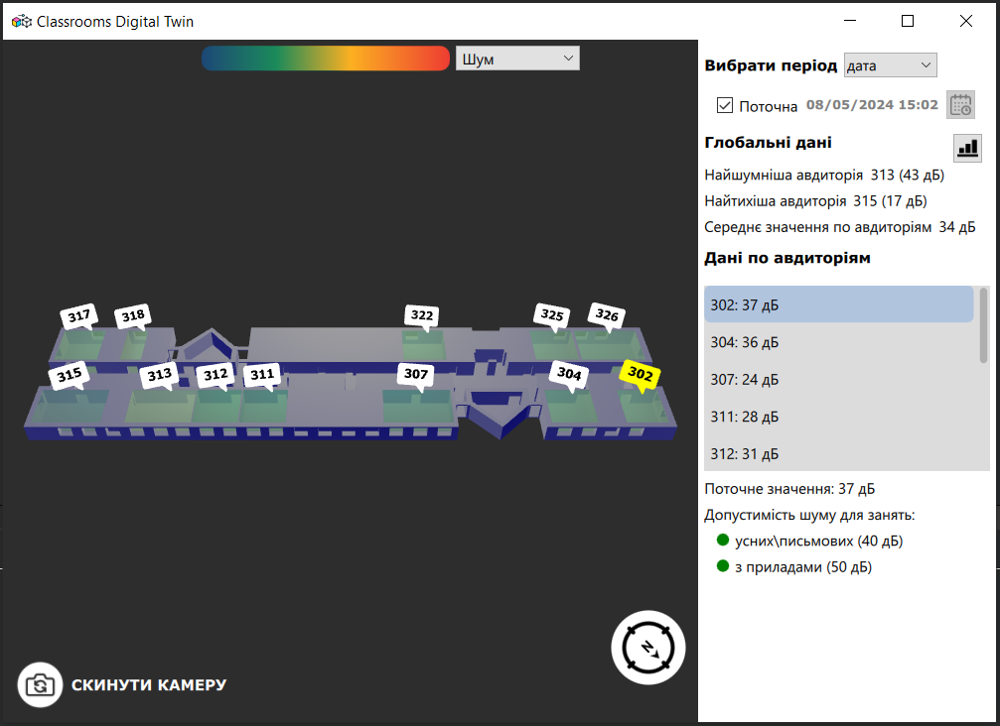 Classrooms Digital Twin
Шум
317
318
322
325
326
315
313
312
311
307
304
302
N
СКИНУТИ КАМЕРУ
Вибрати період дата
Поточна 08/05/2024 15:02
Глобальні дані
Найшумніша авдиторія 313 (43 дБ)
Найтихіша авдиторія 315 (17 дБ)
Середнє значення по авдиторіям 34 дБ
Дані по авдиторіям
302: 37 дБ
304: 36 дБ
307: 24 дБ
311: 28 дБ
312: 31 дБ
Поточне значення: 37 дБ
Допустимість шуму для занять:
усних\письмових (40 дБ)
з приладами (50 дБ)